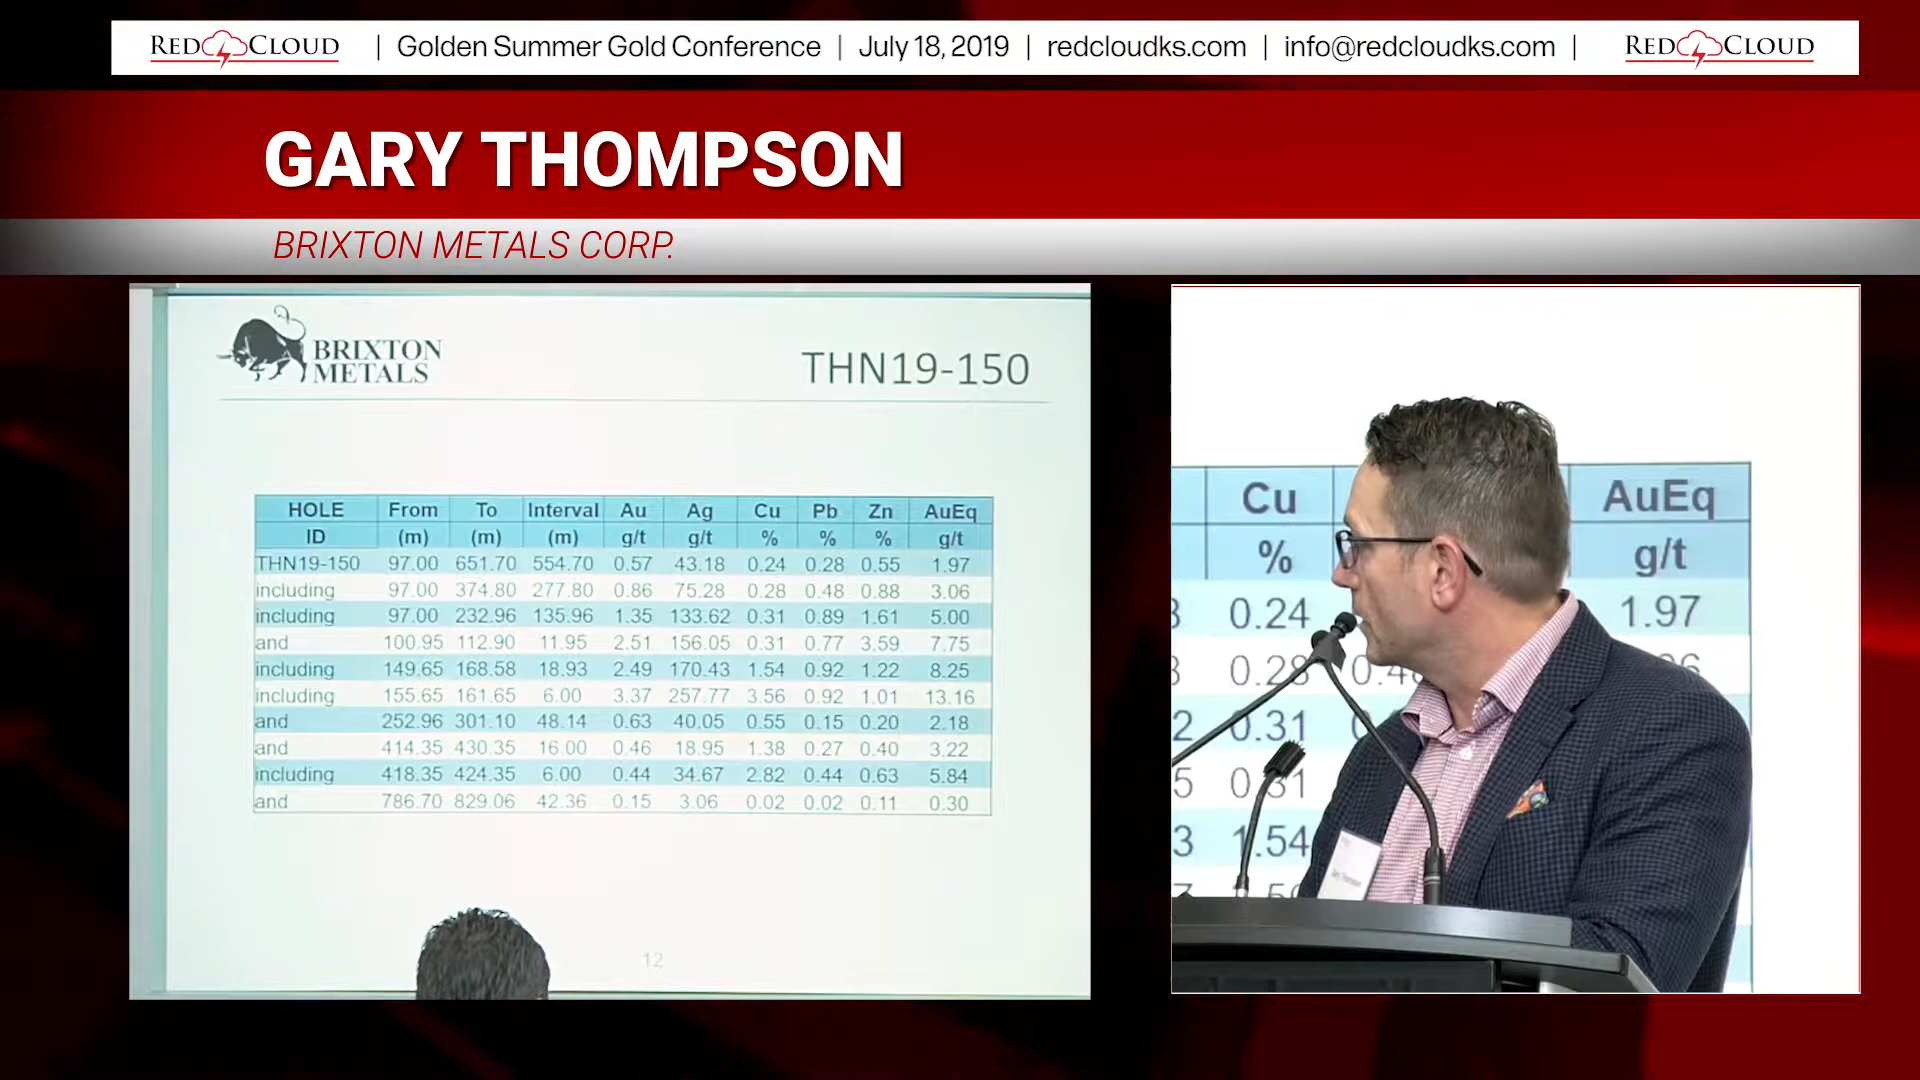 RED CLOUD | Golden Summer Gold Conference | July 18, 2019 | redcloudks.com | info@redcloudks.com | RED CLOUD
GARY THOMPSON
BRIXTON METALS CORP.
BRIXTON METALS
THN19-150
HOLE ID From (m) To (m) Interval (m) Au g/t Ag g/t Cu % Pb % Zn % AuEq g/t
THN19-150 97.00 651.70 554.70 0.57 43.18 0.24 0.28 0.55 1.97
including 97.00 374.80 277.80 0.86 75.28 0.28 0.48 0.88 3.06
including 97.00 232.96 135.96 1.35 133.62 0.31 0.89 1.61 5.00
and 100.95 112.90 11.95 2.51 156.05 0.31 0.77 3.59 7.75
including 149.65 168.58 18.93 2.49 170.43 1.54 0.92 1.22 8.25
including 155.65 161.65 6.00 3.37 257.77 3.56 0.92 1.01 13.16
and 252.96 301.10 48.14 0.63 40.05 0.55 0.15 0.20 2.18
and 414.35 430.35 16.00 0.46 18.95 1.38 0.27 0.40 3.22
including 418.35 424.35 6.00 0.44 34.67 2.82 0.44 0.63 5.84
and 786.70 829.06 42.36 0.15 3.06 0.02 0.02 0.11 0.30
12
Cu AuEq
% g/t
0.24 1.97
0.28
0.31
0.31
1.54
Gary Thompson